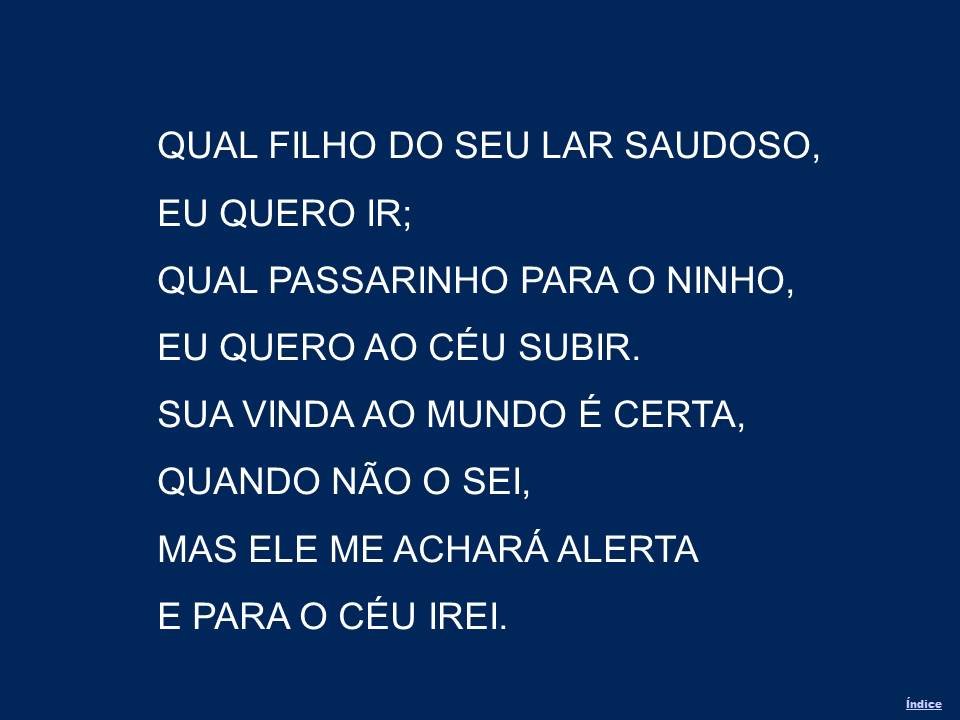 QUAL FILHO DO SEU LAR SAUDOSO,
EU QUERO IR;
QUAL PASSARINHO PARA O NINHO,
EU QUERO AO CÉU SUBIR.
SUA VINDA AO MUNDO É CERTA,
QUANDO NÃO O SEI,
MAS ELE ME ACHARÁ ALERTA
E PARA O CÉU IREI.
Índice